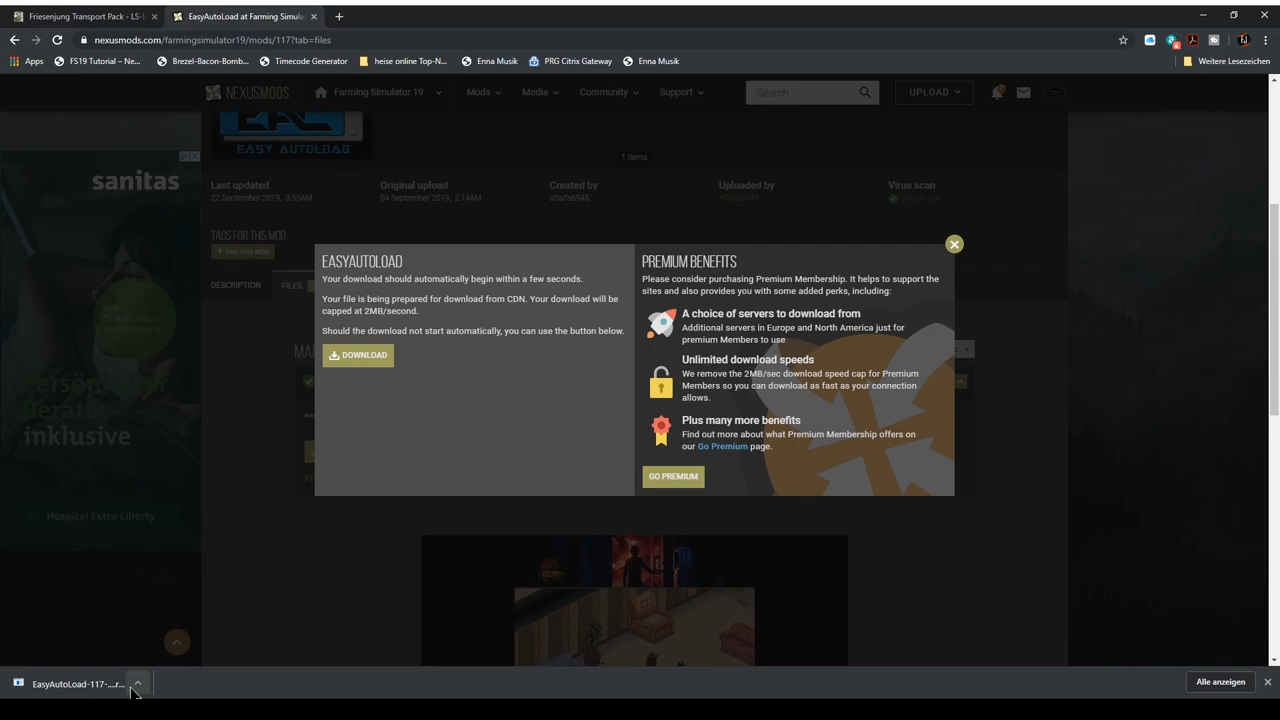 Friesenjung Transport Pack - LS-
EasyAutoLoad at Farming Simula
nexusmods.com/farmingsimulator19/mods/117?tab=files
Apps
FS19 Tutorial – Ne...
Brezel-Bacon-Bomb...
Timecode Generator
heise online Top-N...
Enna Musik
PRG Citrix Gateway
Enna Musik
Weitere Lesezeichen
NEXUSMODS
Farming Simulator 19
Mods
Media
Community
Support
Search
UPLOAD
EASY AUTOLOAD
1 items
sanitas
Last updated
22 September 2019, 3:55AM
Original upload
04 September 2019, 2:14AM
Created by
Uploaded by
Virus scan
TAGS FOR THIS MOD
+ TAG THIS MOD
DESCRIPTION
FILES
EASYAUTOLOAD
Your download should automatically begin within a few seconds.
Your file is being prepared for download from CDN. Your download will be
capped at 2MB/second.
Should the download not start automatically, you can use the button below.
DOWNLOAD
PREMIUM BENEFITS
Please consider purchasing Premium Membership. It helps to support the
sites and also provides you with some added perks, including:
A choice of servers to download from
Additional servers in Europe and North America just for
premium Members to use
Unlimited download speeds
We remove the 2MB/sec download speed cap for Premium
Members so you can download as fast as your connection
allows.
Plus many more benefits
Find out more about what Premium Membership offers on
our Go Premium page.
GO PREMIUM
Berater
inklusive
Hospital Extra Liberty
EasyAutoLoad-117-....r...
Alle anzeigen